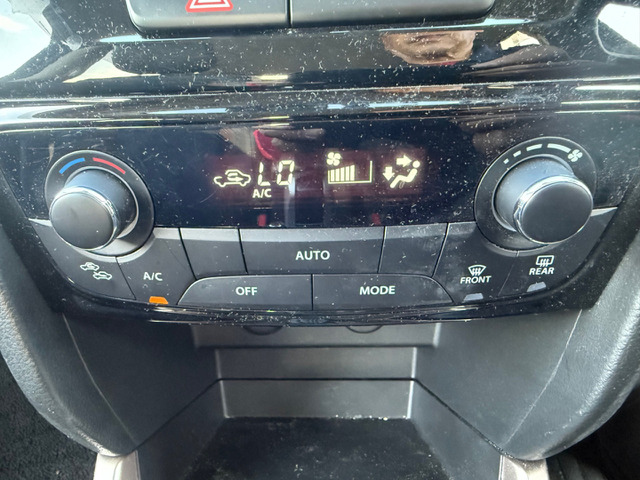 LO
A/C
AUTO
A/C
OFF
MODE
FRONT
REAR